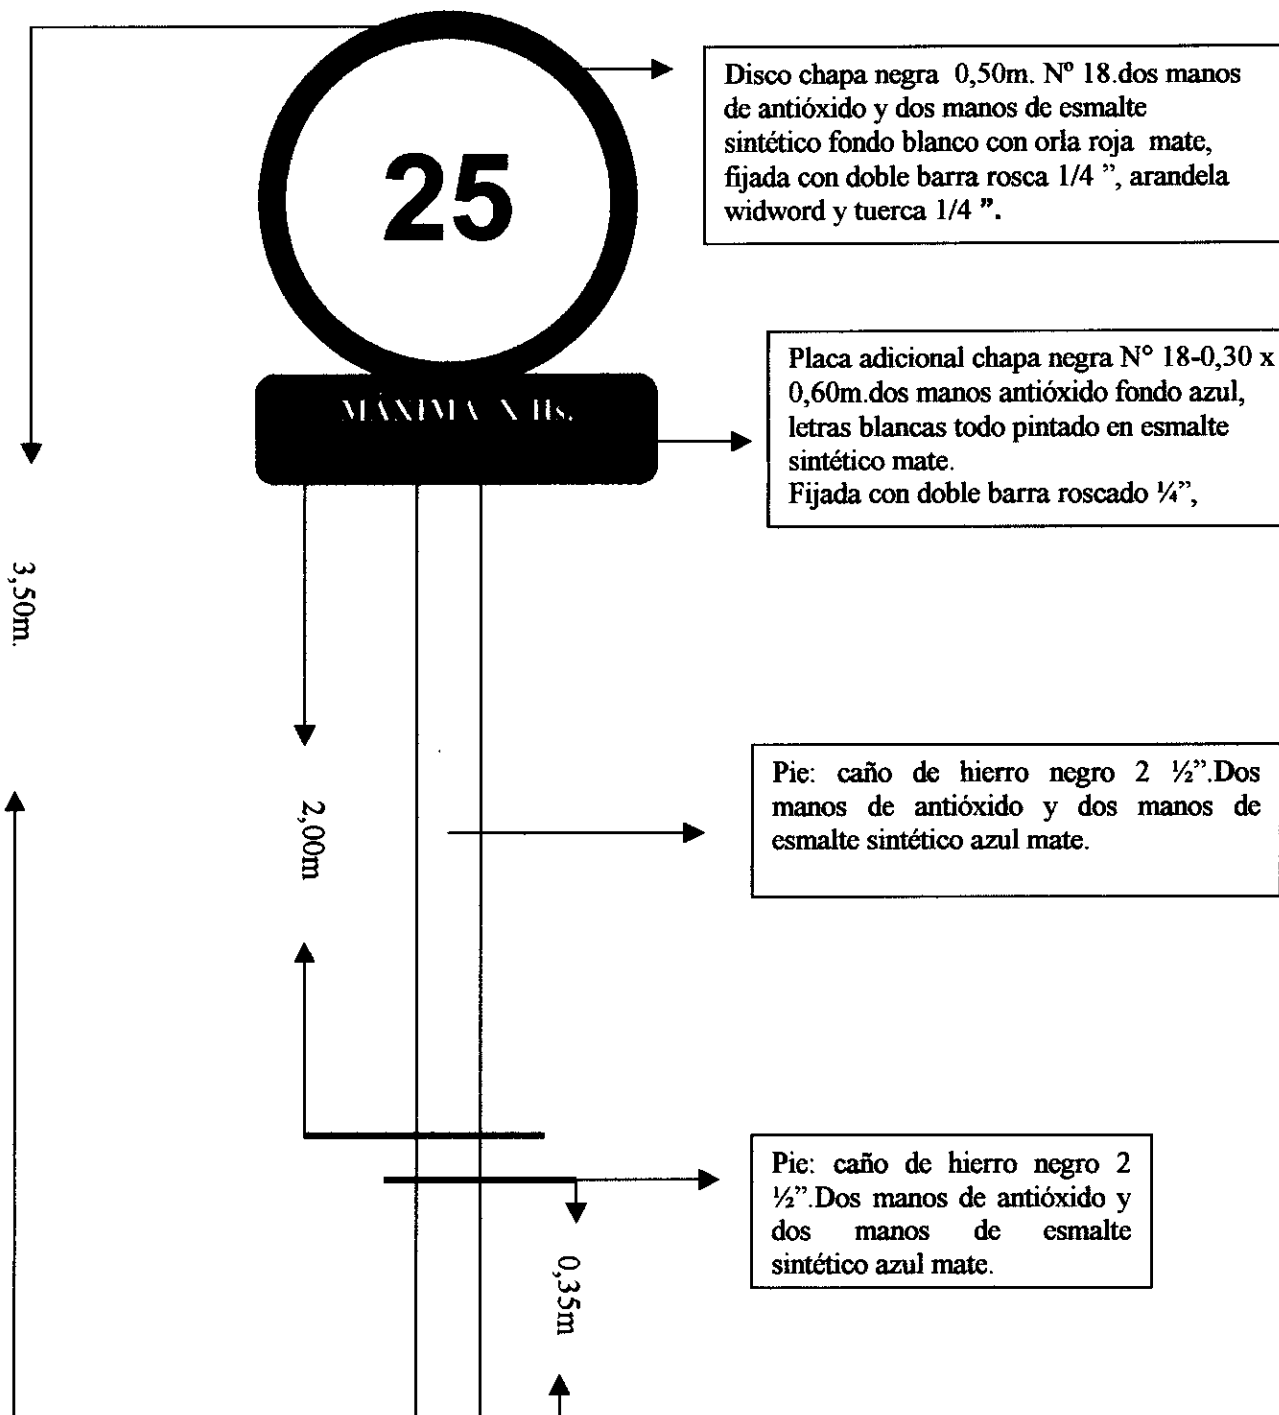 25
MÁXIMA X Hs.
Disco chapa negra 0,50m. Nº 18.dos manos
de antióxido y dos manos de esmalte
sintético fondo blanco con orla roja mate,
fijada con doble barra rosca 1/4 ”, arandela
widword y tuerca 1/4 ”.
Placa adicional chapa negra N° 18-0,30 x
0,60m.dos manos antióxido fondo azul,
letras blancas todo pintado en esmalte
sintético mate.
Fijada con doble barra roscado ¼”,
3,50m.
2,00m
Pie: caño de hierro negro 2 ½”.Dos
manos de antióxido y dos manos de
esmalte sintético azul mate.
Pie: caño de hierro negro 2
½”.Dos manos de antióxido y
dos manos de esmalte
sintético azul mate.
0,35m